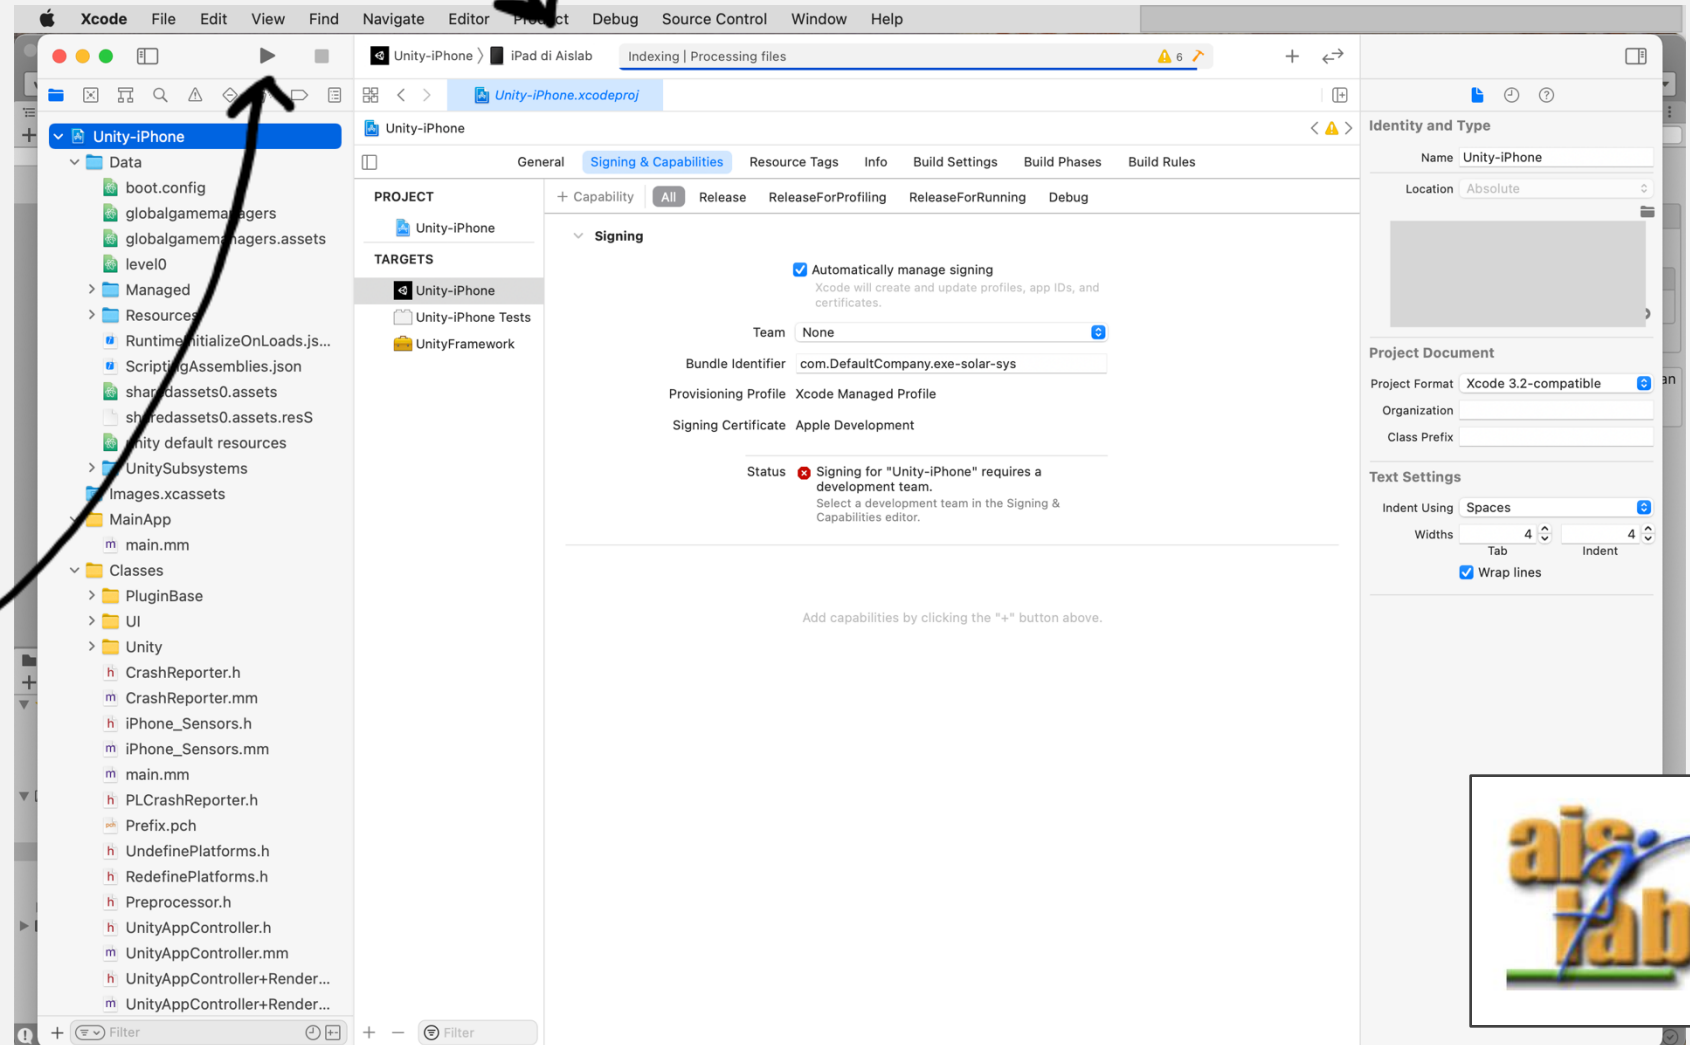 Xcode File Edit View Find Navigate Editor Product Debug Source Control Window Help
Unity-iPhone iPad di Aislab Indexing | Processing files 6
Unity-iPhone.xcodeproj
Unity-iPhone
Data
boot.config
globalgamemanagers
globalgamemanagers.assets
level0
Managed
Resources
RuntimeInitializeOnLoads.js...
ScriptingAssemblies.json
sharedassets0.assets
sharedassets0.assets.resS
unity default resources
UnitySubsystems
Images.xcassets
MainApp
main.mm
Classes
PluginBase
UI
Unity
CrashReporter.h
CrashReporter.mm
iPhone_Sensors.h
iPhone_Sensors.mm
main.mm
PLCrashReporter.h
Prefix.pch
UndefinePlatforms.h
RedefinePlatforms.h
Preprocessor.h
UnityAppController.h
UnityAppController.mm
UnityAppController+Render...
UnityAppController+Render...
Filter
Unity-iPhone
General Signing & Capabilities Resource Tags Info Build Settings Build Phases Build Rules
PROJECT
Unity-iPhone
TARGETS
Unity-iPhone
Unity-iPhone Tests
UnityFramework
Filter
+ Capability All Release ReleaseForProfiling ReleaseForRunning Debug
Signing
Automatically manage signing
Xcode will create and update profiles, app IDs, and
certificates.
Team None
Bundle Identifier com.DefaultCompany.exe-solar-sys
Provisioning Profile Xcode Managed Profile
Signing Certificate Apple Development
Status Signing for "Unity-iPhone" requires a
development team.
Select a development team in the Signing &
Capabilities editor.
Add capabilities by clicking the "+" button above.
Identity and Type
Name Unity-iPhone
Location Absolute
Project Document
Project Format Xcode 3.2-compatible
Organization
Class Prefix
Text Settings
Indent Using Spaces
Widths 4 4
Tab Indent
Wrap lines
an
ais
lab